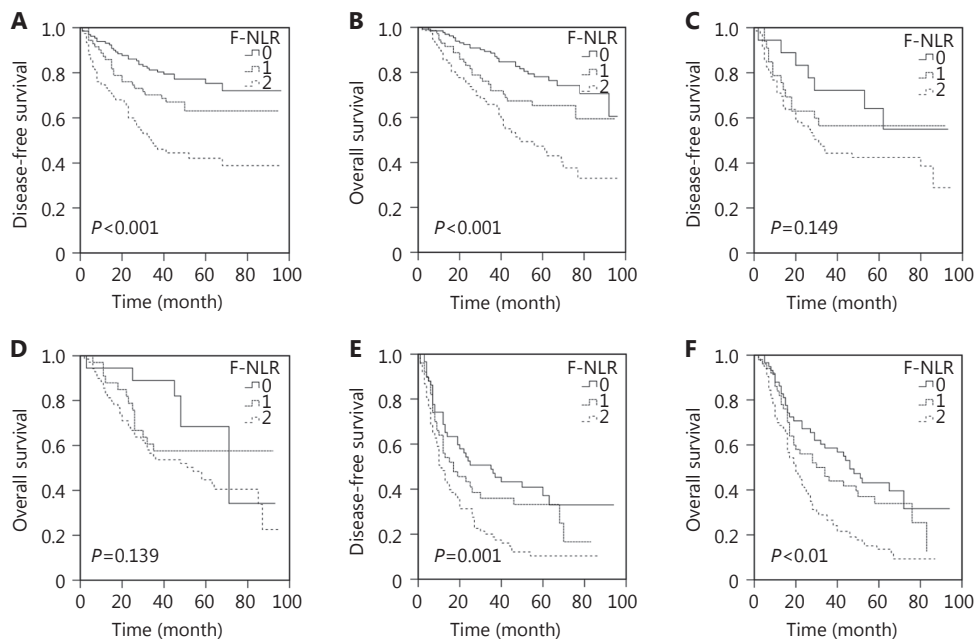 A
1.0
0.8
0.6
0.4
0.2
0
Disease-free survival
F-NLR
0
1
2
P<0.001
0 20 40 60 80 100
Time (month)
B
1.0
0.8
0.6
0.4
0.2
0
Overall survival
F-NLR
0
1
2
P<0.001
0 20 40 60 80 100
Time (month)
C
1.0
0.8
0.6
0.4
0.2
0
Disease-free survival
F-NLR
0
1
2
P=0.149
0 20 40 60 80 100
Time (month)
D
1.0
0.8
0.6
0.4
0.2
0
Overall survival
F-NLR
0
1
2
P=0.139
0 20 40 60 80 100
Time (month)
E
1.0
0.8
0.6
0.4
0.2
0
Disease-free survival
F-NLR
0
1
2
P=0.001
0 20 40 60 80 100
Time (month)
F
1.0
0.8
0.6
0.4
0.2
0
Overall survival
F-NLR
0
1
2
P<0.01
0 20 40 60 80 100
Time (month)